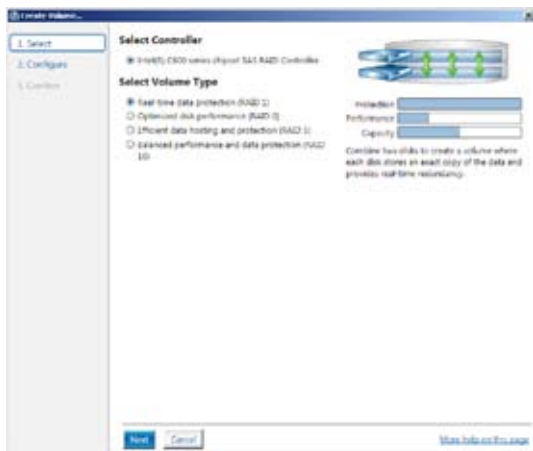 Create Volume...
1. Select
2. Configure
3. Confirm
Select Controller
Intel(R) C600 series chipset SAS RAID Controller
Select Volume Type
Real-time data protection (RAID 1)
Optimized disk performance (RAID 0)
Efficient data hosting and protection (RAID 5)
Balanced performance and data protection (RAID
10)
Protection
Performance
Capacity
Combine two disks to create a volume where
each disk stores an exact copy of the data and
provides real-time redundancy.
Next
Cancel
More help on this page